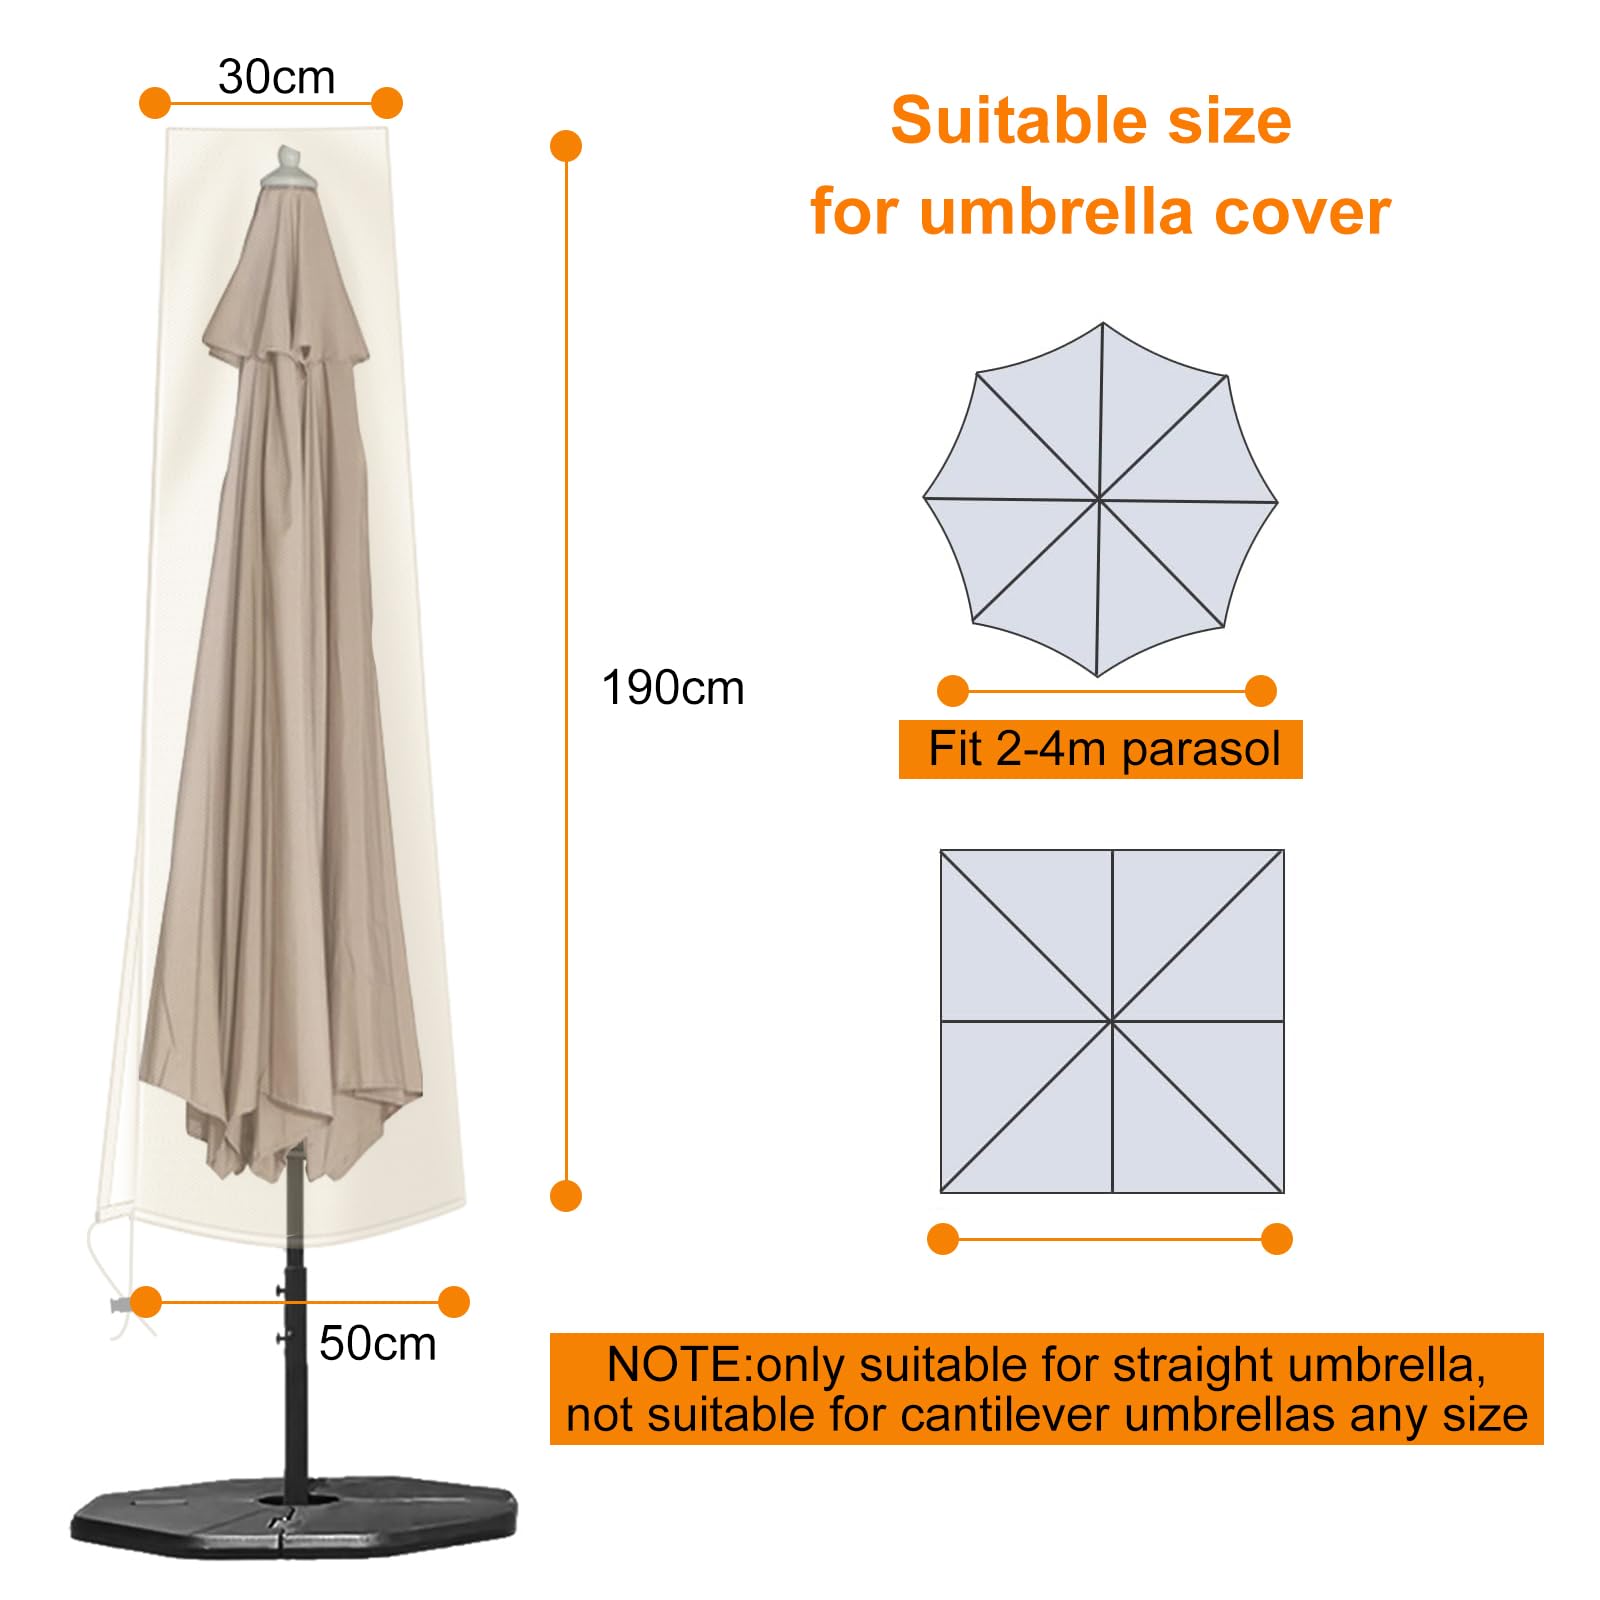 30cm
Suitable size
for umbrella cover
190cm
Fit 2-4m parasol
50cm
NOTE:only suitable for straight umbrella,
not suitable for cantilever umbrellas any size